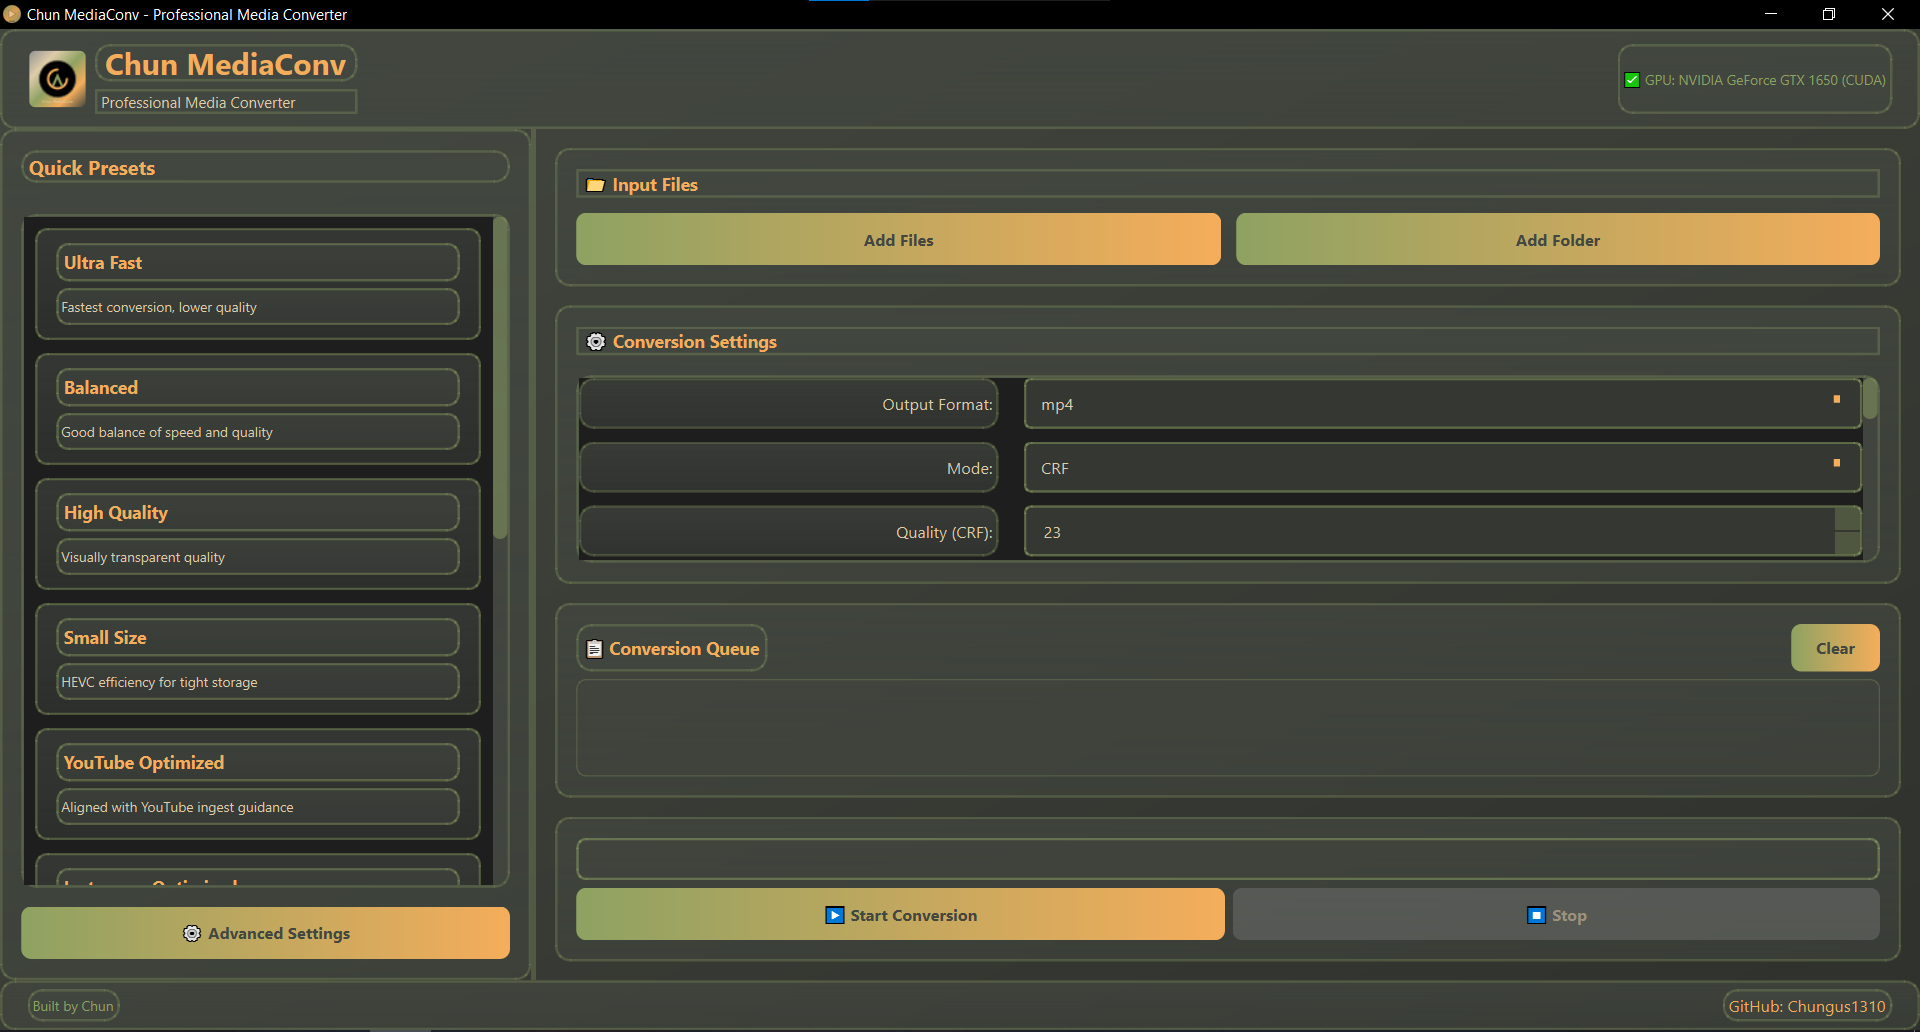 Chun MediaConv - Professional Media Converter
Chun MediaConv
Professional Media Converter
✅ GPU: NVIDIA GeForce GTX 1650 (CUDA)
Quick Presets
Ultra Fast
Fastest conversion, lower quality
Balanced
Good balance of speed and quality
High Quality
Visually transparent quality
Small Size
HEVC efficiency for tight storage
YouTube Optimized
Aligned with YouTube ingest guidance
Advanced Settings
Input Files
Add Files
Add Folder
Conversion Settings
Output Format:
mp4
Mode:
CRF
Quality (CRF):
23
Conversion Queue
Clear
Start Conversion
Stop
Built by Chun
GitHub: Chungus1310